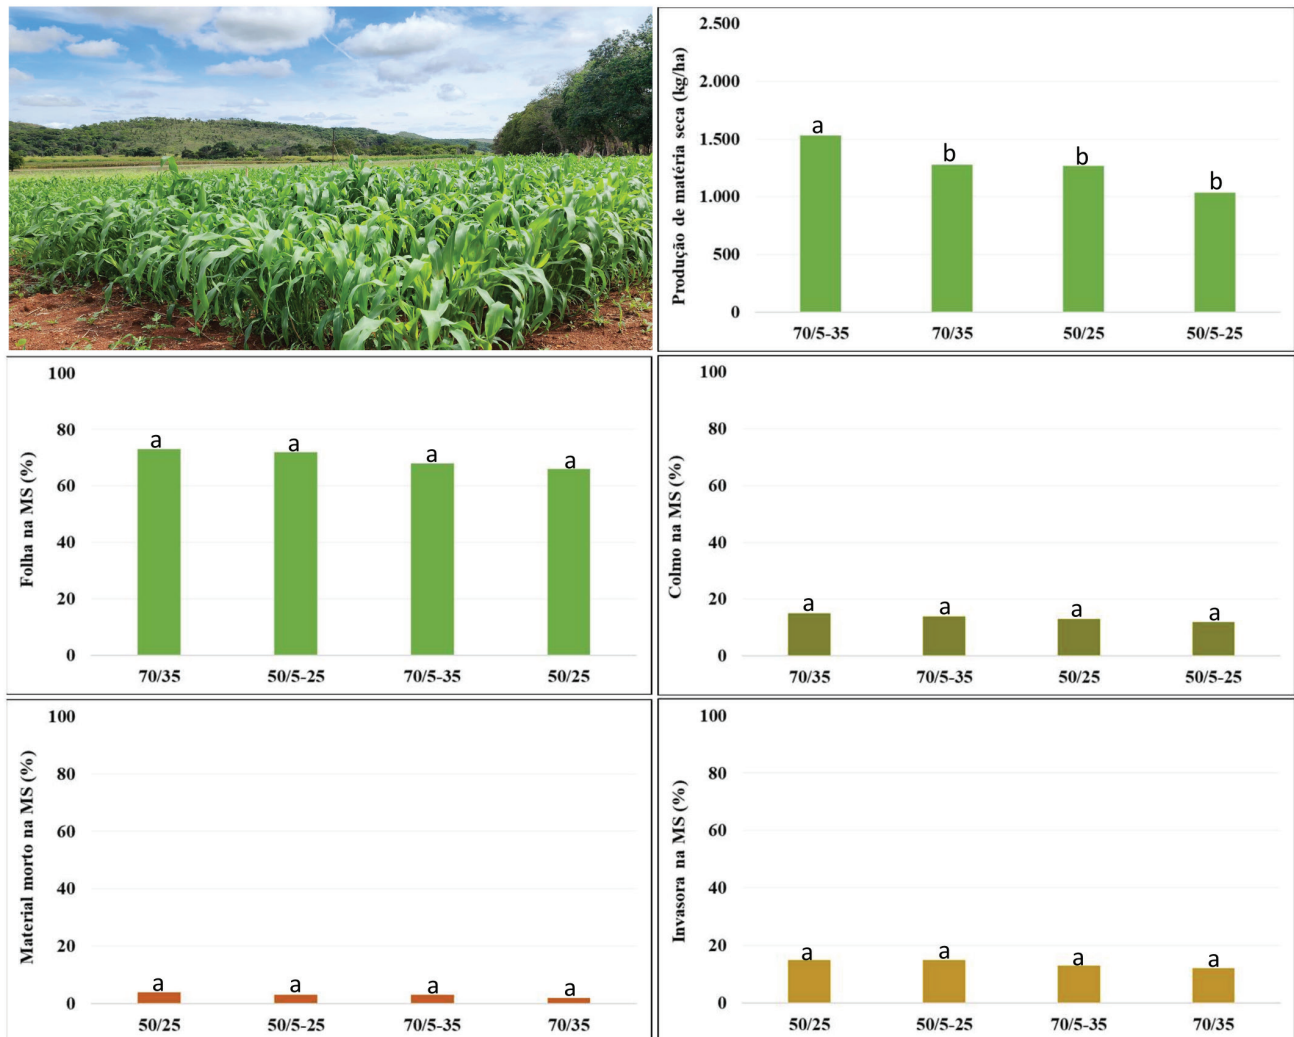 Produção de matéria seca (kg/ha)
2.500
2.000
1.500
1.000
500
0
a
b
b
b
70/5-35
70/35
50/25
50/5-25
Folha na MS (%)
100
80
60
40
20
0
a
a
a
a
70/35
50/5-25
70/5-35
50/25
Colmo na MS (%)
100
80
60
40
20
0
a
a
a
a
70/35
70/5-35
50/25
50/5-25
Material morto na MS (%)
100
80
60
40
20
0
a
a
a
a
50/25
50/5-25
70/5-35
70/35
Invasora na MS (%)
100
80
60
40
20
0
a
a
a
a
50/25
50/5-25
70/5-35
70/35